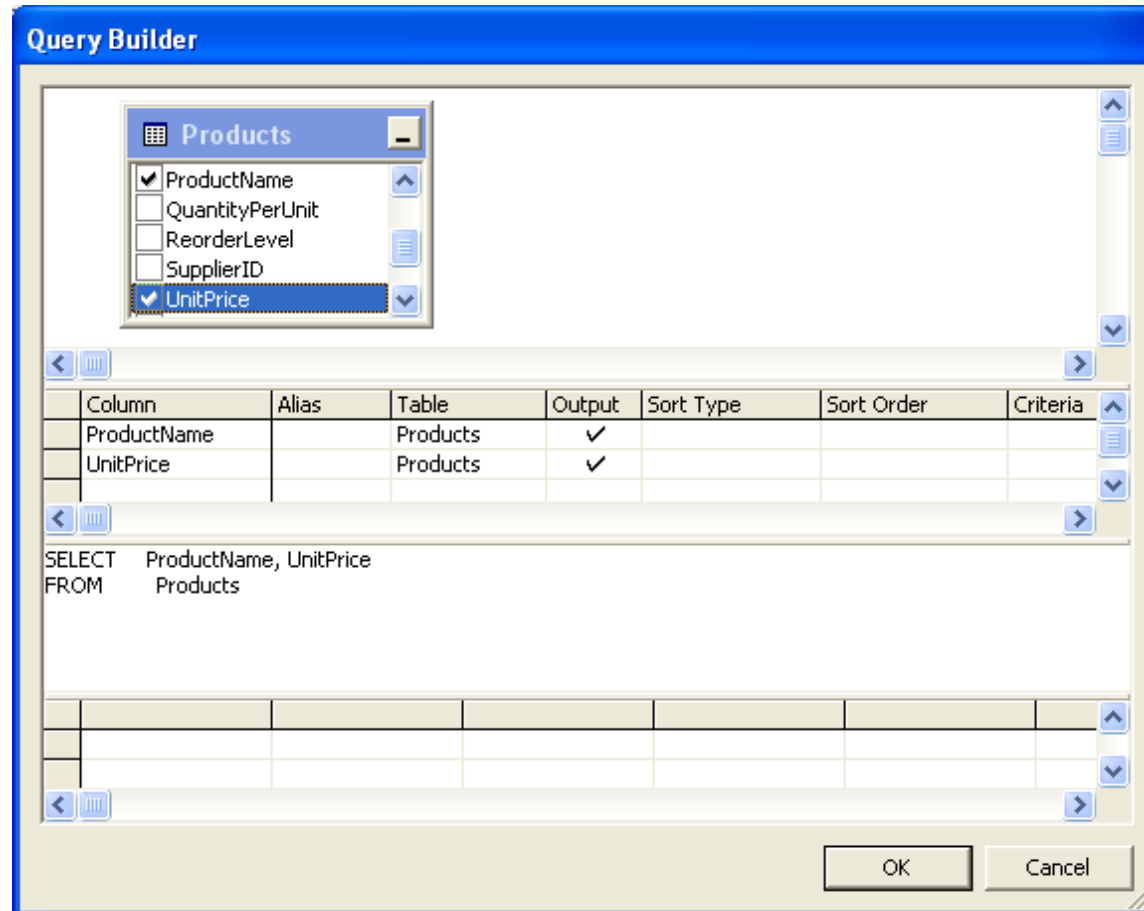 Query Builder
Products
ProductName
QuantityPerUnit
ReorderLevel
SupplierID
UnitPrice
Column Alias Table Output Sort Type Sort Order Criteria
ProductName Products
UnitPrice Products
SELECT ProductName, UnitPrice
FROM Products
OK Cancel